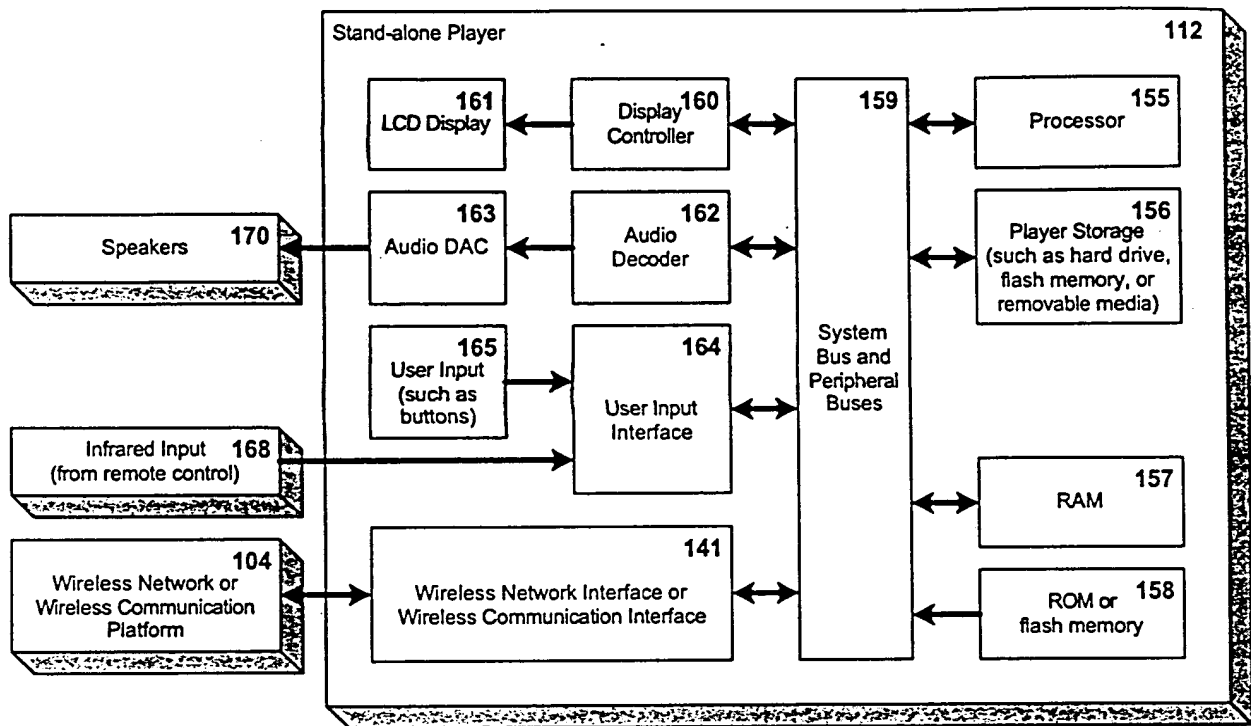 Stand-alone Player
112
161
LCD Display
160
Display
Controller
159
System
Bus and
Peripheral
Buses
155
Processor
170
Speakers
163
Audio DAC
162
Audio
Decoder
156
Player Storage
(such as hard drive,
flash memory, or
removable media)
165
User Input
(such as
buttons)
164
User Input
Interface
168
Infrared Input
(from remote control)
157
RAM
104
Wireless Network or
Wireless Communication
Platform
141
Wireless Network Interface or
Wireless Communication Interface
158
ROM or
flash memory